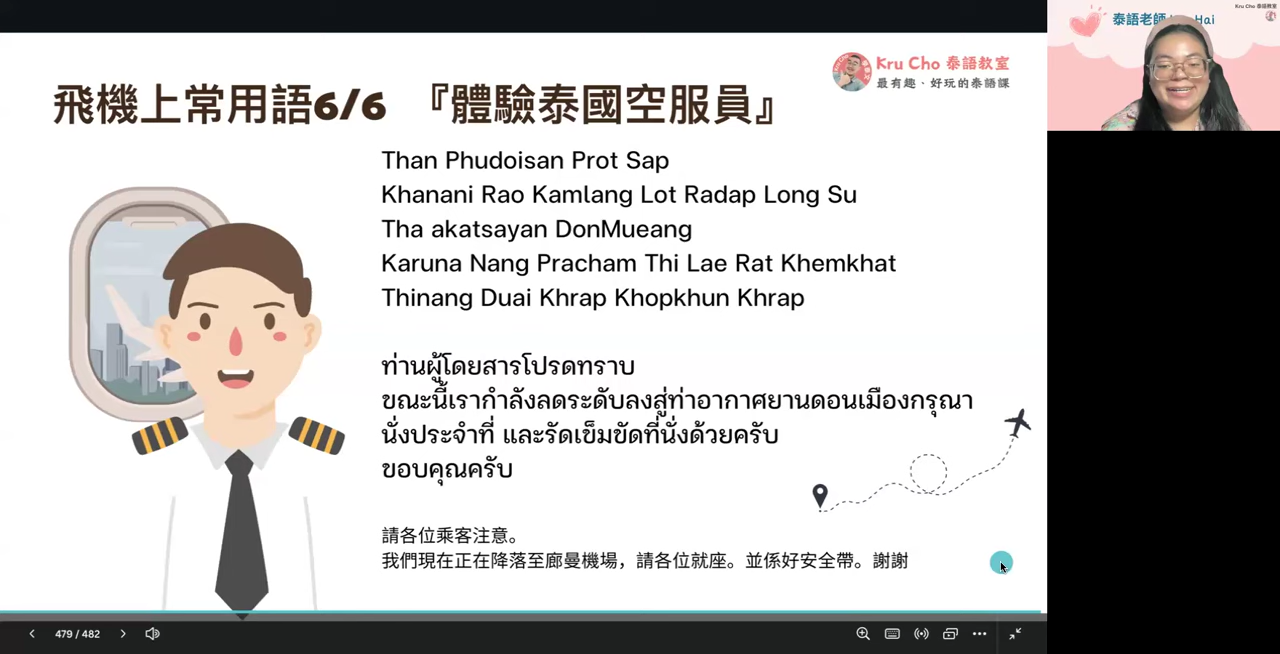 Kru Cho 泰語教室
泰語老師
Hai
Kru Cho 泰語教室
最有趣、好玩的泰語課
飛機上常用語6/6 『體驗泰國空服員』
Than Phudoisan Prot Sap
Khanani Rao Kamlang Lot Radap Long Su
Tha akatsayan DonMueang
Karuna Nang Pracham Thi Lae Rat Khemkhat
Thinang Duai Khrap Khopkhun Khrap
ท่านผู้โดยสารโปรดทราบ
ขณะนี้เรากำลังลดระดับลงสู่ท่าอากาศยานดอนเมืองกรุณา
นั่งประจำที่ และรัดเข็มขัดที่นั่งด้วยครับ
ขอบคุณครับ
請各位乘客注意。
我們現在正在降落至廊曼機場，請各位就座。並係好安全帶。謝謝
479 / 482